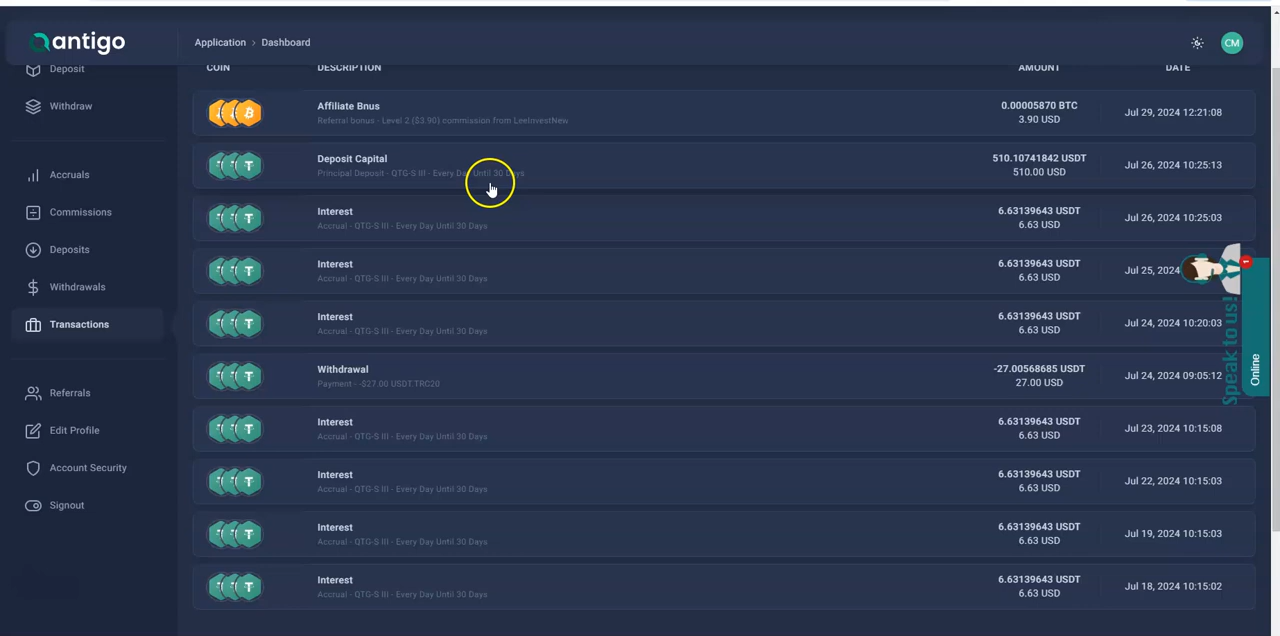 antigo
Application > Dashboard
CM
Deposit
Withdraw
Accruals
Commissions
Deposits
Withdrawals
Transactions
Referrals
Edit Profile
Account Security
Signout
COIN DESCRIPTION AMOUNT DATE
Affiliate Bnus 0.00005870 BTC
Referral bonus - Level 2 ($3.90) commission from LeeInvestNew 3.90 USD Jul 29, 2024 12:21:08
Deposit Capital 510.10741842 USDT
Principal Deposit - QTG-S III - Every Day Until 30 Days 510.00 USD Jul 26, 2024 10:25:13
Interest 6.63139643 USDT
Accrual - QTG-S III - Every Day Until 30 Days 6.63 USD Jul 26, 2024 10:25:03
Interest 6.63139643 USDT
Accrual - QTG-S III - Every Day Until 30 Days 6.63 USD Jul 25, 2024
Interest 6.63139643 USDT
Accrual - QTG-S III - Every Day Until 30 Days 6.63 USD Jul 24, 2024 10:20:03
Withdrawal -27.00568685 USDT
Payment - -$27.00 USDT.TRC20 27.00 USD Jul 24, 2024 09:05:12
Interest 6.63139643 USDT
Accrual - QTG-S III - Every Day Until 30 Days 6.63 USD Jul 23, 2024 10:15:08
Interest 6.63139643 USDT
Accrual - QTG-S III - Every Day Until 30 Days 6.63 USD Jul 22, 2024 10:15:03
Interest 6.63139643 USDT
Accrual - QTG-S III - Every Day Until 30 Days 6.63 USD Jul 19, 2024 10:15:03
Interest 6.63139643 USDT
Accrual - QTG-S III - Every Day Until 30 Days 6.63 USD Jul 18, 2024 10:15:02
1
Speak to us!
Online